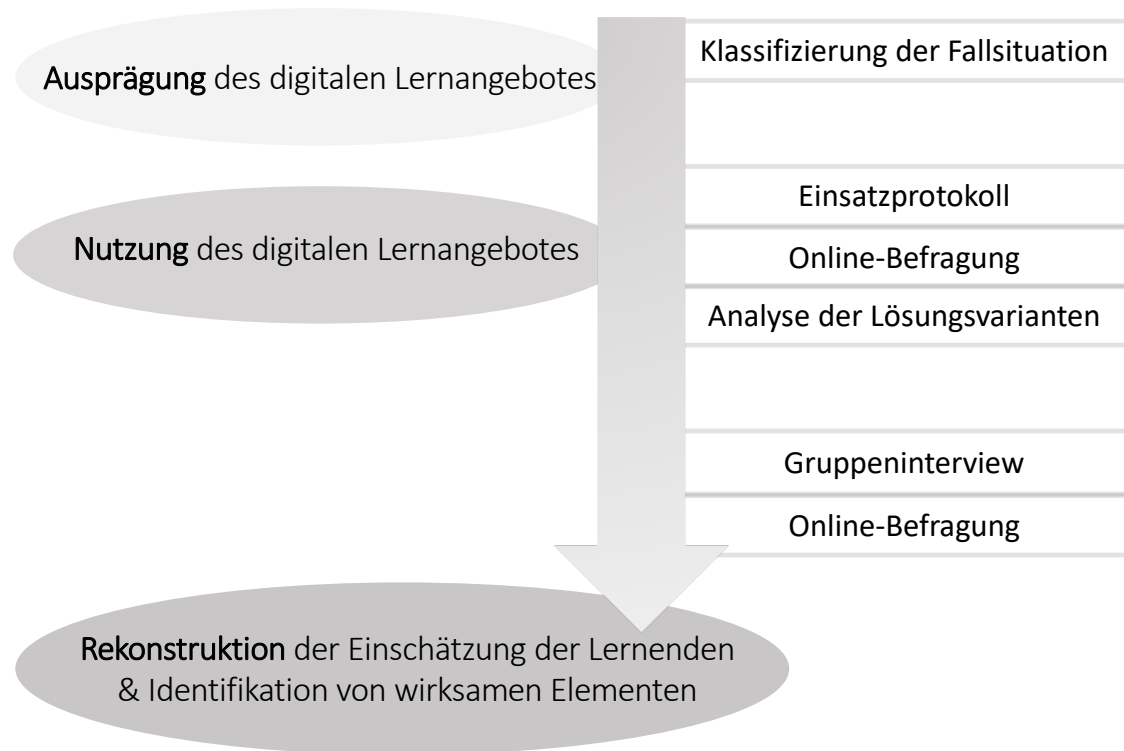 Ausprägung des digitalen Lernangebotes
Klassifizierung der Fallsituation
Nutzung des digitalen Lernangebotes
Einsatzprotokoll
Online-Befragung
Analyse der Lösungsvarianten
Gruppeninterview
Online-Befragung
Rekonstruktion der Einschätzung der Lernenden
& Identifikation von wirksamen Elementen